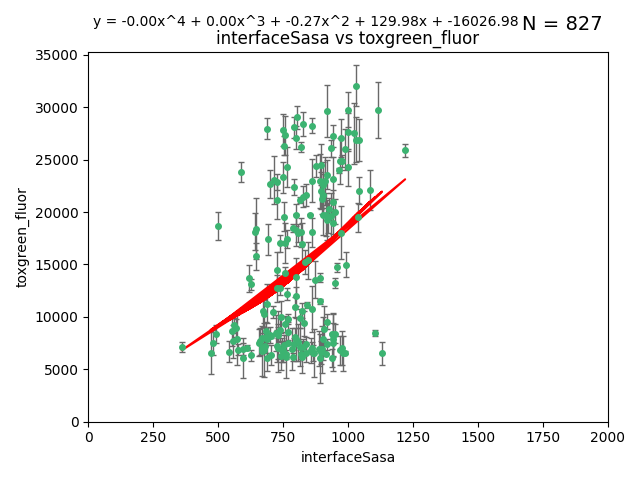 y = -0.00x^4 + 0.00x^3 + -0.27x^2 + 129.98x + -16026.98 N = 827
interfaceSasa vs toxgreen_fluor
35000
30000
25000
20000
15000
10000
5000
0
toxgreen_fluor
0 250 500 750 1000 1250 1500 1750 2000
interfaceSasa